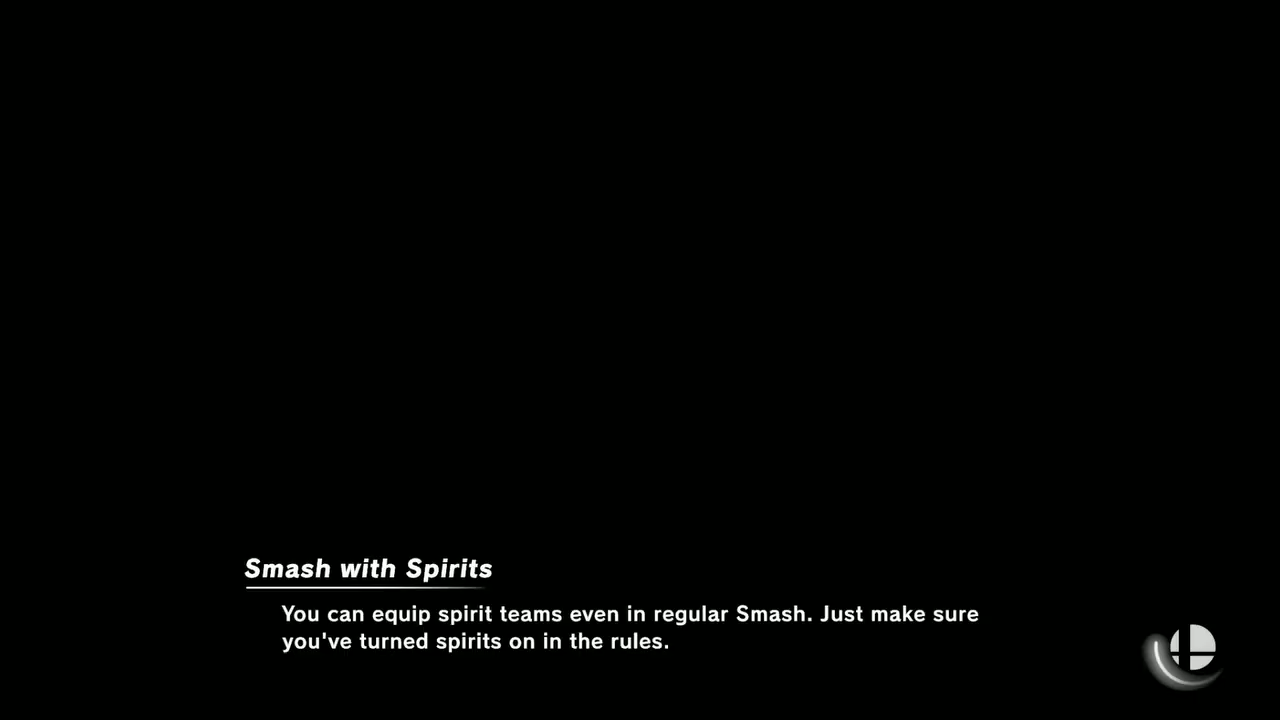 Smash with Spirits
You can equip spirit teams even in regular Smash. Just make sure
you've turned spirits on in the rules.